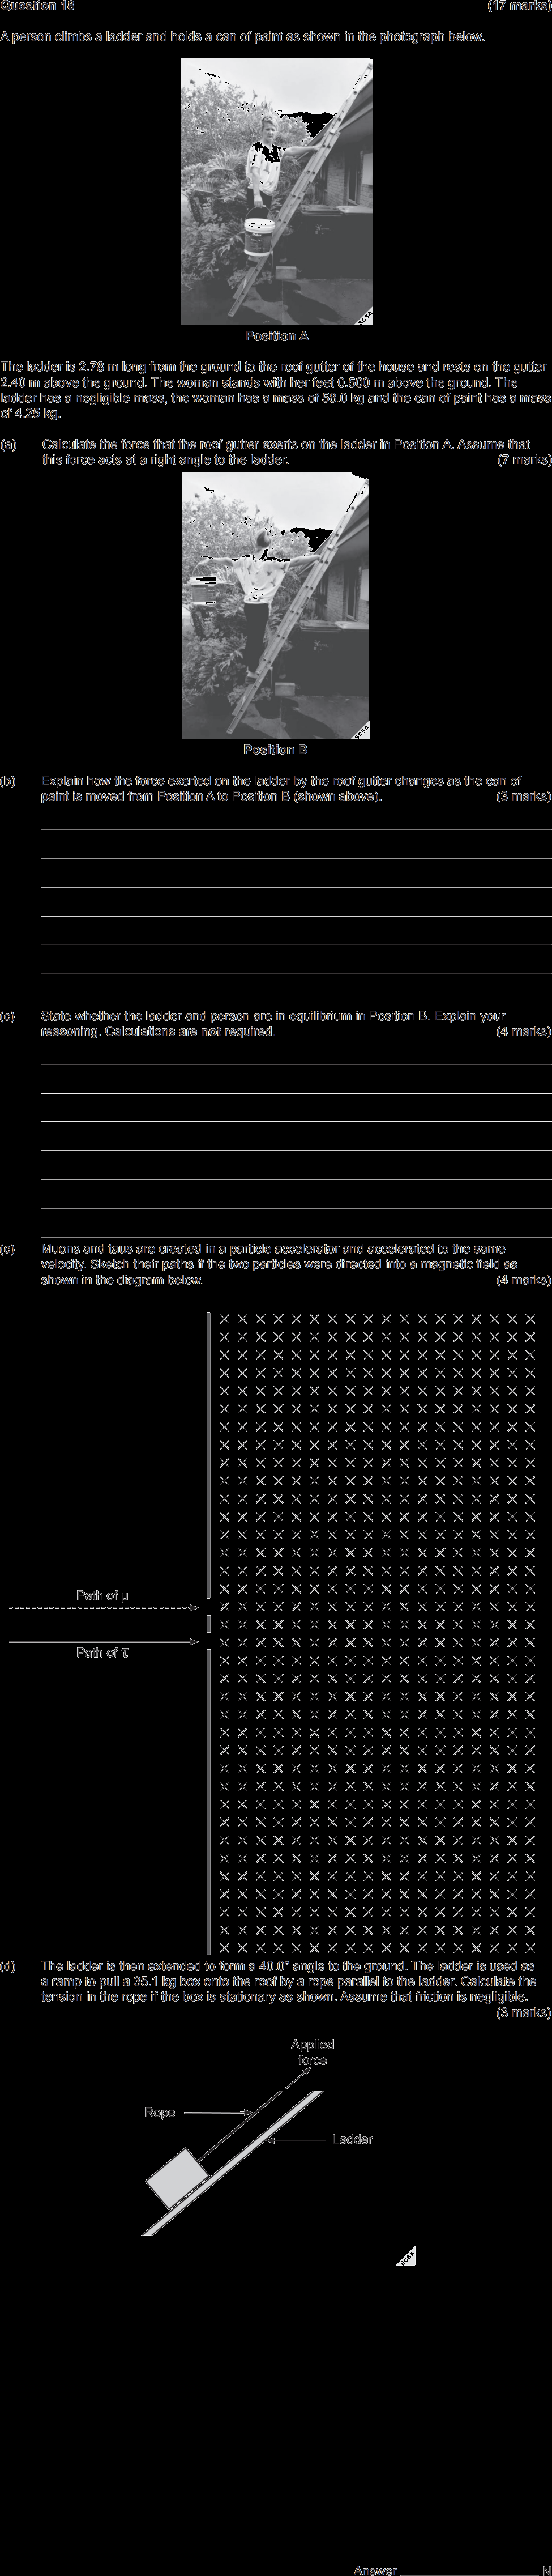 Question 18 (17 marks)
A person climbs a ladder and holds a can of paint as shown in the photograph below.
SCSA
Position A
The ladder is 2.78 m long from the ground to the roof gutter of the house and rests on the gutter
2.40 m above the ground. The woman stands with her feet 0.500 m above the ground. The
ladder has a negligible mass, the woman has a mass of 58.0 kg and the can of paint has a mass
of 4.25 kg.
(a) Calculate the force that the roof gutter exerts on the ladder in Position A. Assume that
this force acts at a right angle to the ladder. (7 marks)
SCSA
Position B
(b) Explain how the force exerted on the ladder by the roof gutter changes as the can of
paint is moved from Position A to Position B (shown above). (3 marks)
(c) State whether the ladder and person are in equilibrium in Position B. Explain your
reasoning. Calculations are not required. (4 marks)
(c) Muons and taus are created in a particle accelerator and accelerated to the same
velocity. Sketch their paths if the two particles were directed into a magnetic field as
shown in the diagram below. (4 marks)
Path of μ
Path of τ
(d) The ladder is then extended to form a 40.0° angle to the ground. The ladder is used as
a ramp to pull a 35.1 kg box onto the roof by a rope parallel to the ladder. Calculate the
tension in the rope if the box is stationary as shown. Assume that friction is negligible.
(3 marks)
Applied
force
Rope
Ladder
SCSA
Answer N